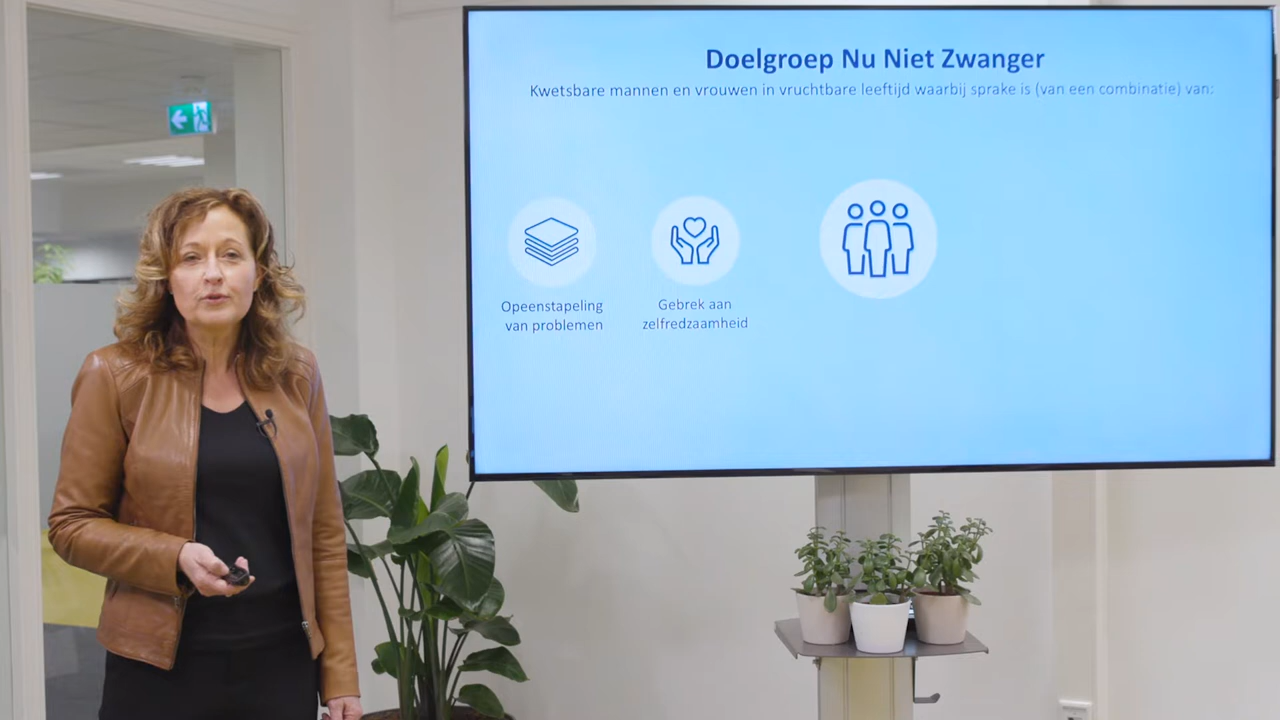 Doelgroep Nu Niet Zwanger
Kwetsbare mannen en vrouwen in vruchtbare leeftijd waarbij sprake is (van een combinatie) van:
Opeenstapeling
van problemen
Gebrek aan
zelfredzaamheid